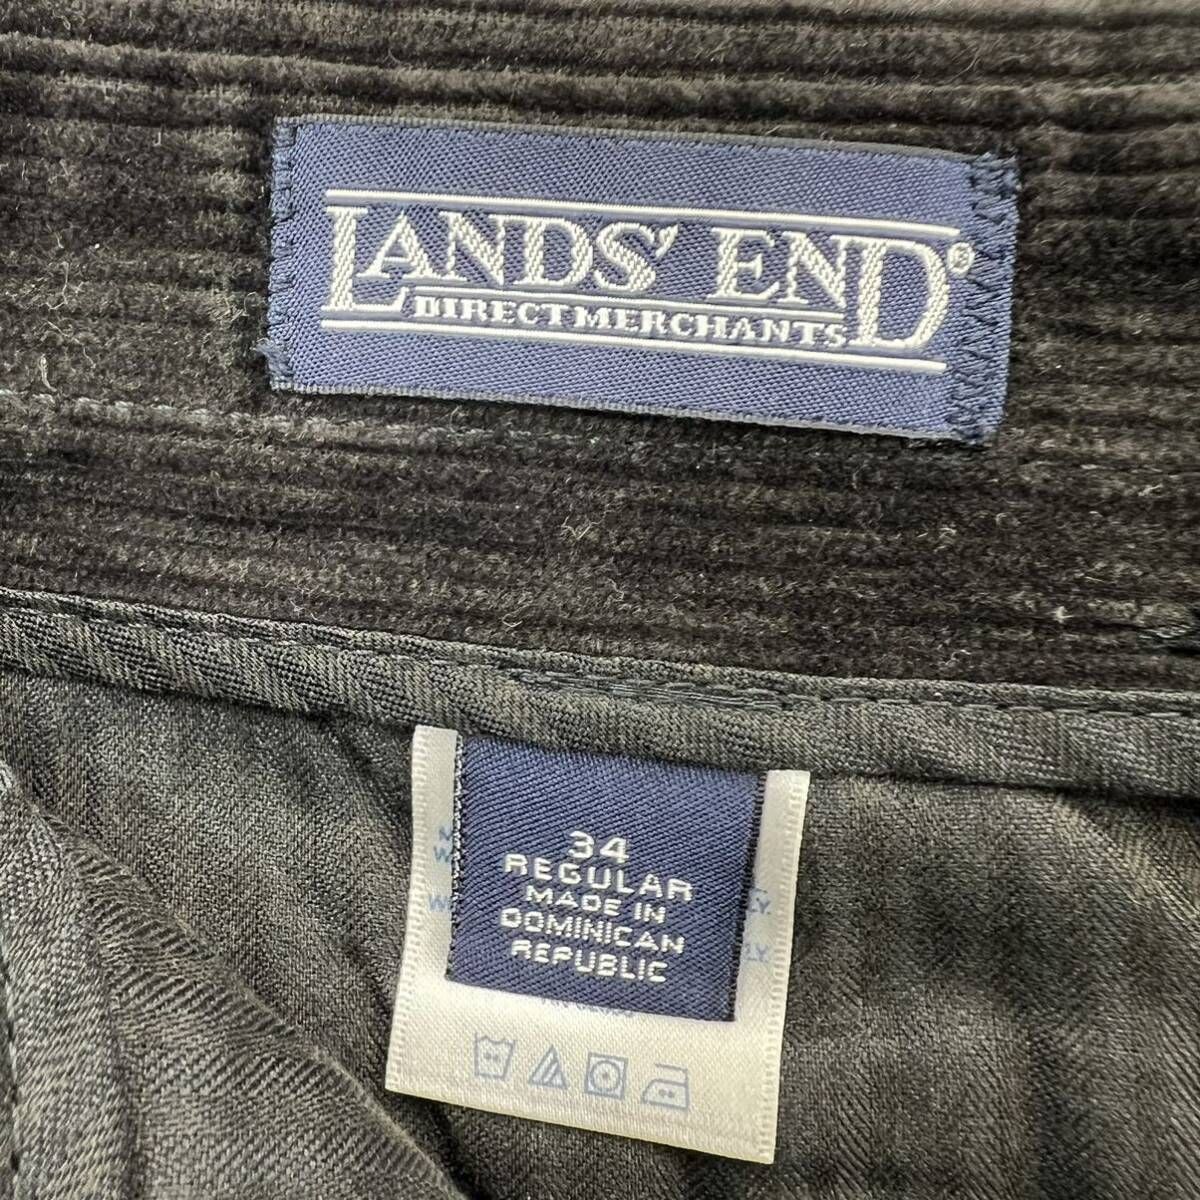 LANDS' END®
DIRECT MERCHANTS
34
REGULAR
MADE IN
DOMINICAN
REPUBLIC